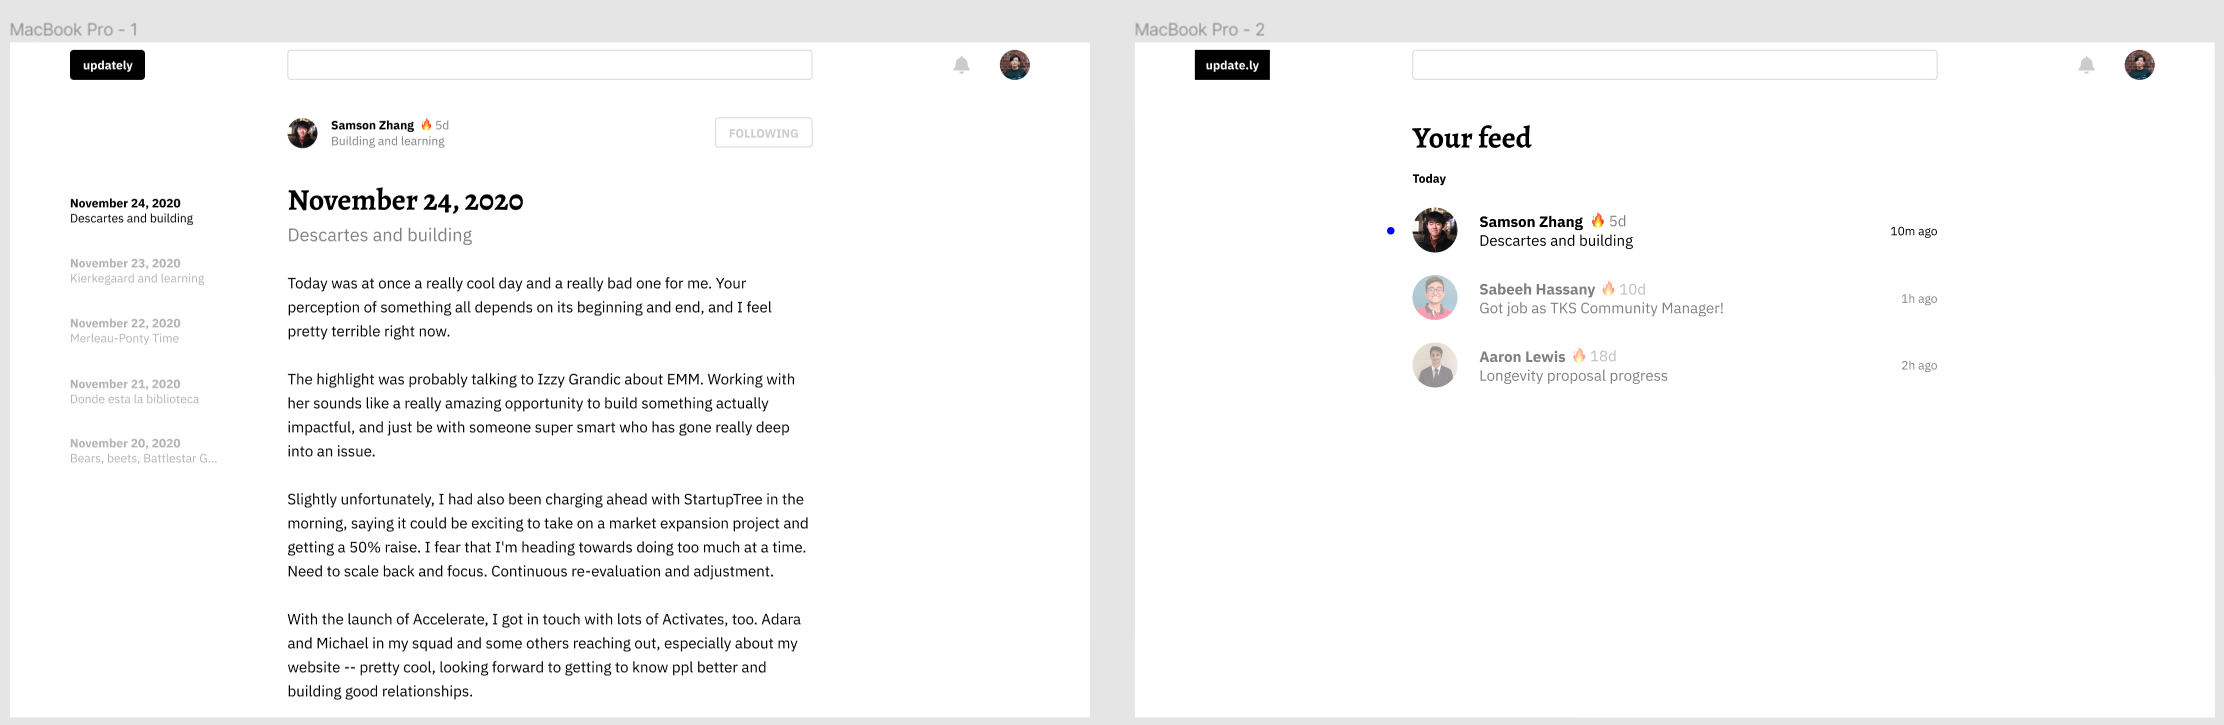 MacBook Pro - 1
updately
Samson Zhang 🔥 5d
Building and learning
FOLLOWING
November 24, 2020
Descartes and building
November 23, 2020
Kierkegaard and learning
November 22, 2020
Merleau-Ponty Time
November 21, 2020
Donde esta la biblioteca
November 20, 2020
Bears, beets, Battlestar G...
November 24, 2020
Descartes and building
Today was at once a really cool day and a really bad one for me. Your
perception of something all depends on its beginning and end, and I feel
pretty terrible right now.
The highlight was probably talking to Izzy Grandic about EMM. Working with
her sounds like a really amazing opportunity to build something actually
impactful, and just be with someone super smart who has gone really deep
into an issue.
Slightly unfortunately, I had also been charging ahead with StartupTree in the
morning, saying it could be exciting to take on a market expansion project and
getting a 50% raise. I fear that I'm heading towards doing too much at a time.
Need to scale back and focus. Continuous re-evaluation and adjustment.
With the launch of Accelerate, I got in touch with lots of Activates, too. Adara
and Michael in my squad and some others reaching out, especially about my
website -- pretty cool, looking forward to getting to know ppl better and
building good relationships.
MacBook Pro - 2
update.ly
Your feed
Today
Samson Zhang 🔥 5d
Descartes and building
10m ago
Sabeeh Hassany 🔥 10d
Got job as TKS Community Manager!
1h ago
Aaron Lewis 🔥 18d
Longevity proposal progress
2h ago